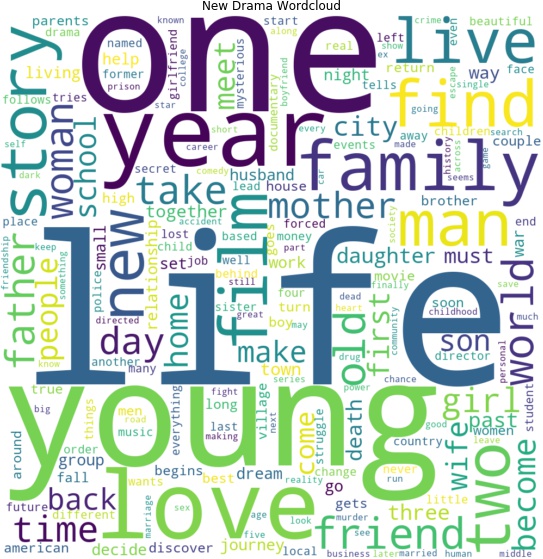 New Drama Wordcloud
parents
known
along
one
crime
even
beautiful
drama
named
help
former
prison
girlfriend
college
meet
mysterious
start
real
left
show
ex
live
story
living
night
documentary
boyfriend
return
way
face
follows
tries
star
tells
escape
single
find
woman
school
year
every
made
going
children
search
self
dark
secret
career
short
city
away
couple
events
family
history
across
seems
game
high
comedy
take
husband
lead
house
car
mother
man
place
together
accident
lost
based
money
forced
brother
society
end
war
father
keep
friendship
something
people
know
new
small
police
relationship
child
set
job
well
film
goes
part
work
daughter
must
world
life
behind
still
sister
four
movie
finally
save
directed
great
turn
dead
heart
may
boy
old
first
community
soon
childhood
much
day
home
make
drug
son
director
personal
another
many
town
series
power
chance
student
true
big
young
fight
next
making
village
death
girl
past
women
good
leave
things
men
road
music
everything
long
last
come
struggle
country
wife
two
become
around
order
group
fall
love
begins
wants
best
dream
reality
change
never
run
little
back
future
different
marriage
sex
age
five
look
go
gets
murder
see
three
friend
time
american
decide
discover
journey
local
business
later
married
human
middle